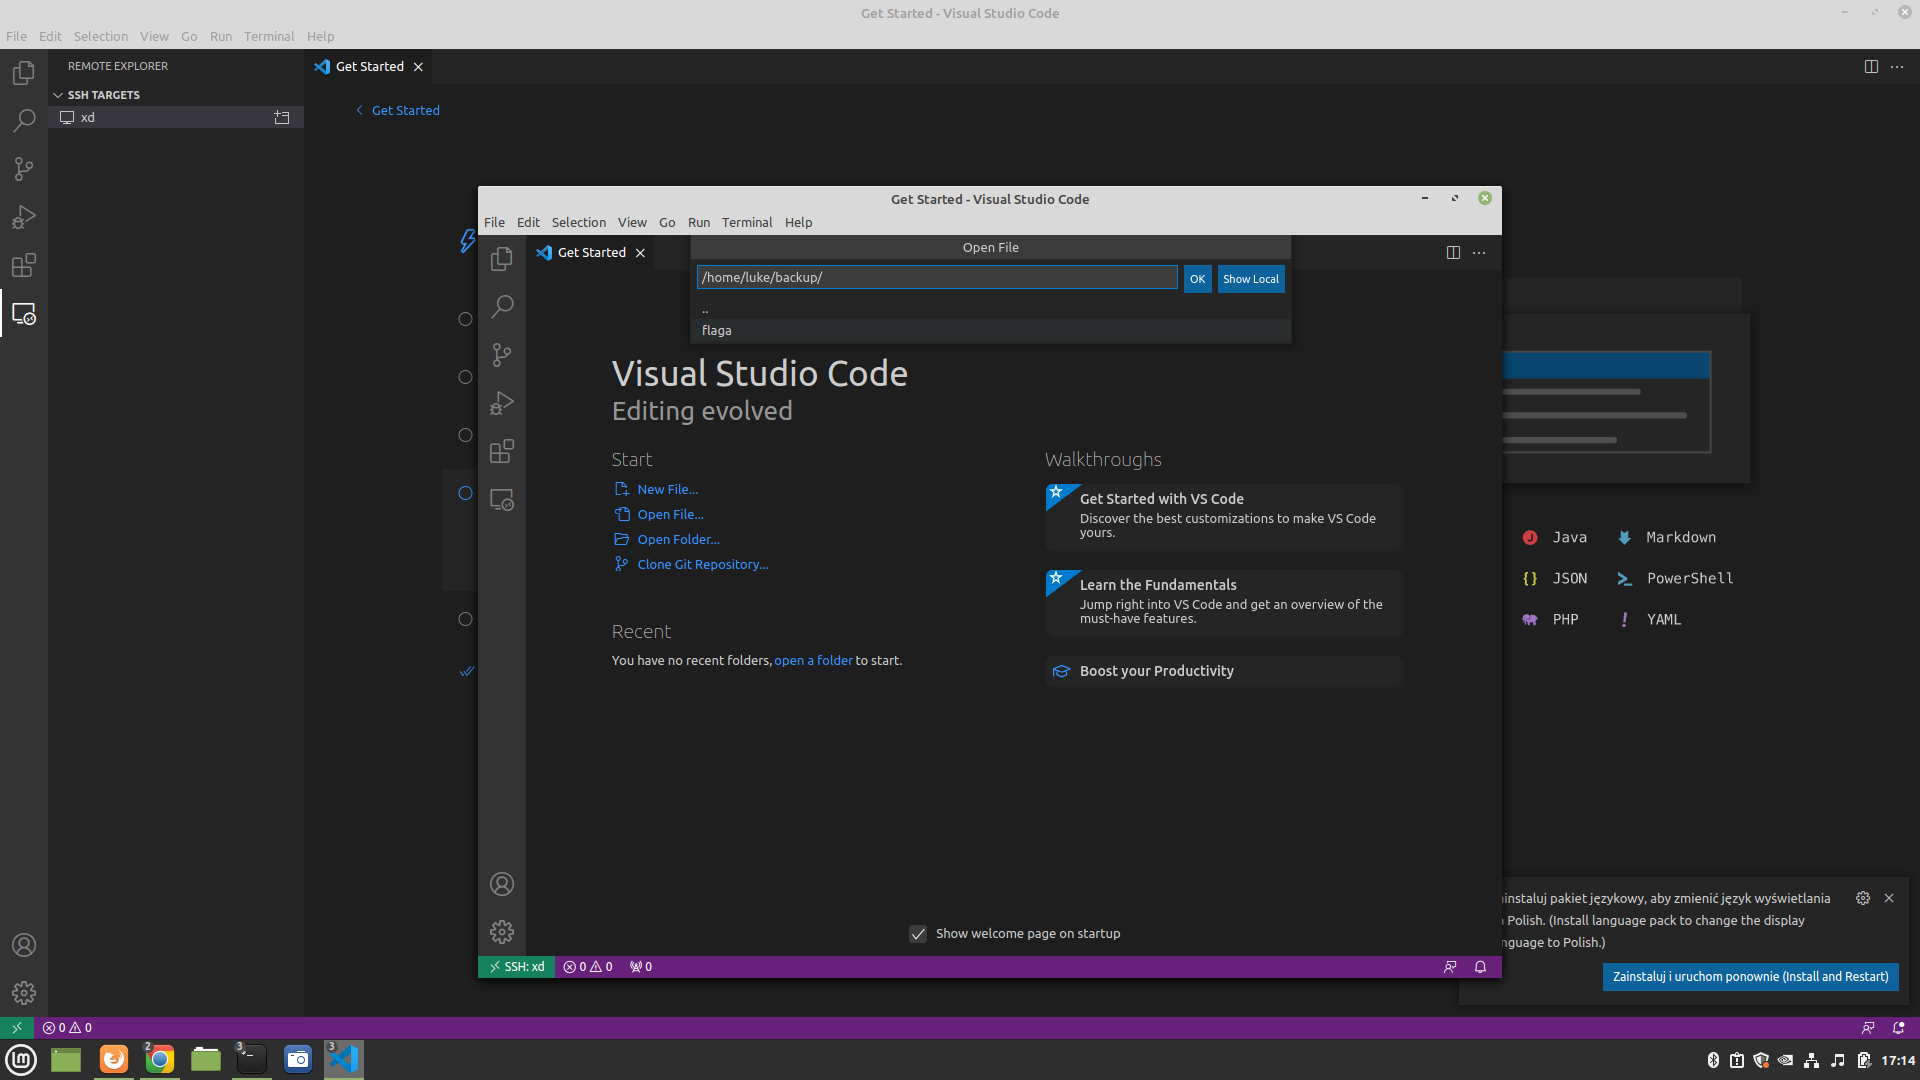 Get Started - Visual Studio Code
File Edit Selection View Go Run Terminal Help
REMOTE EXPLORER
SSH TARGETS
xd
Get Started
Get Started
Get Started - Visual Studio Code
File Edit Selection View Go Run Terminal Help
Get Started
Open File
/home/luke/backup/
OK
Show Local
..
flaga
Visual Studio Code
Editing evolved
Start
New File...
Open File...
Open Folder...
Clone Git Repository...
Recent
You have no recent folders, open a folder to start.
Walkthroughs
Get Started with VS Code
Discover the best customizations to make VS Code
yours.
Learn the Fundamentals
Jump right into VS Code and get an overview of the
must-have features.
Boost your Productivity
Show welcome page on startup
SSH: xd
0 0
0
Java Markdown
JSON PowerShell
PHP YAML
instaluj pakiet językowy, aby zmienić język wyświetlania
Polish. (Install language pack to change the display
nguage to Polish.)
Zainstaluj i uruchom ponownie (Install and Restart)
0 0
2
3
3
17:14